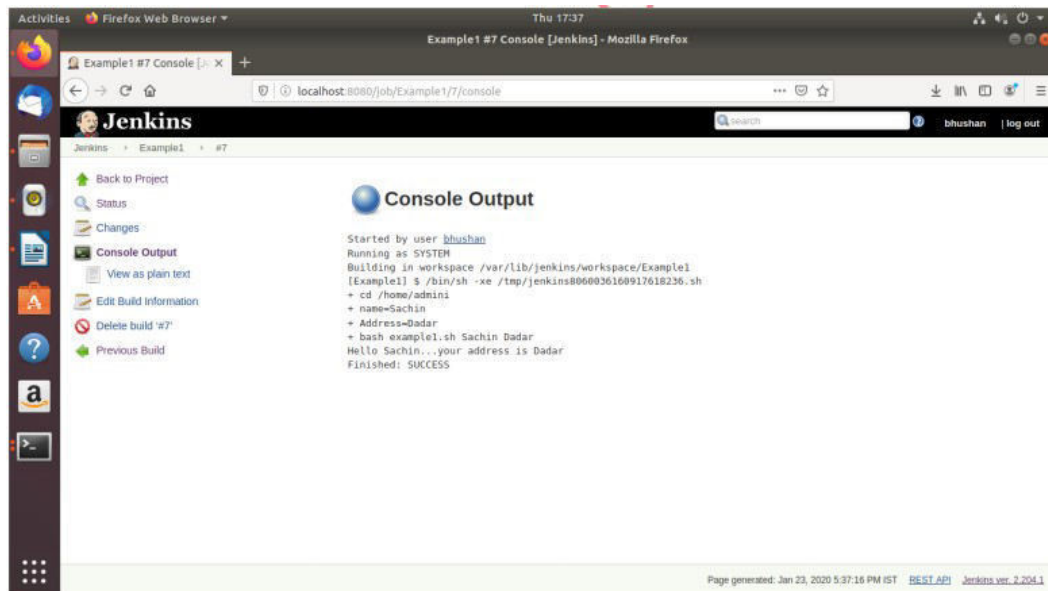 Activities Firefox Web Browser Thu 17:37
Example1 #7 Console [Jenkins] - Mozilla Firefox
Example1 #7 Console [J
localhost:8080/job/Example1/7/console
Jenkins search bhushan | log out
Jenkins Example1 #7
Back to Project
Status
Changes
Console Output
View as plain text
Edit Build Information
Delete build '#7'
Previous Build
Console Output
Started by user bhushan
Running as SYSTEM
Building in workspace /var/lib/jenkins/workspace/Example1
[Example1] $ /bin/sh -xe /tmp/jenkins8060036160917618236.sh
+ cd /home/admini
+ name=Sachin
+ Address=Dadar
+ bash example1.sh Sachin Dadar
Hello Sachin...your address is Dadar
Finished: SUCCESS
Page generated: Jan 23, 2020 5:37:16 PM IST REST API Jenkins ver. 2.204.1